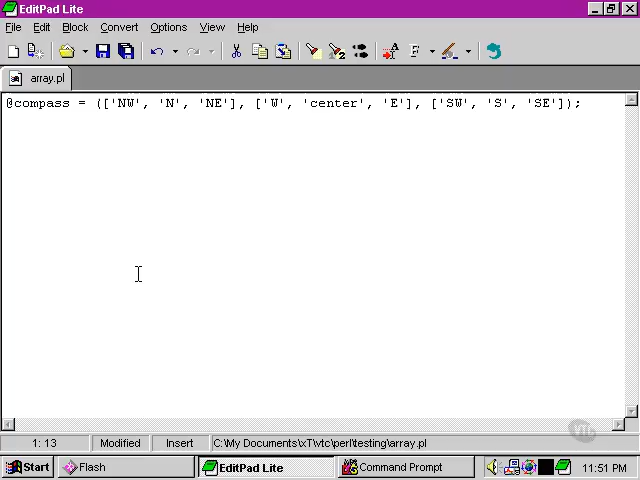 EditPad Lite
File Edit Block Convert Options View Help
array.pl
@compass = (['NW', 'N', 'NE'], ['W', 'center', 'E'], ['SW', 'S', 'SE']);
1: 13 Modified Insert C:\My Documents\xT\vtc\perl\testing\array.pl
Start Flash EditPad Lite Command Prompt 11:51 PM